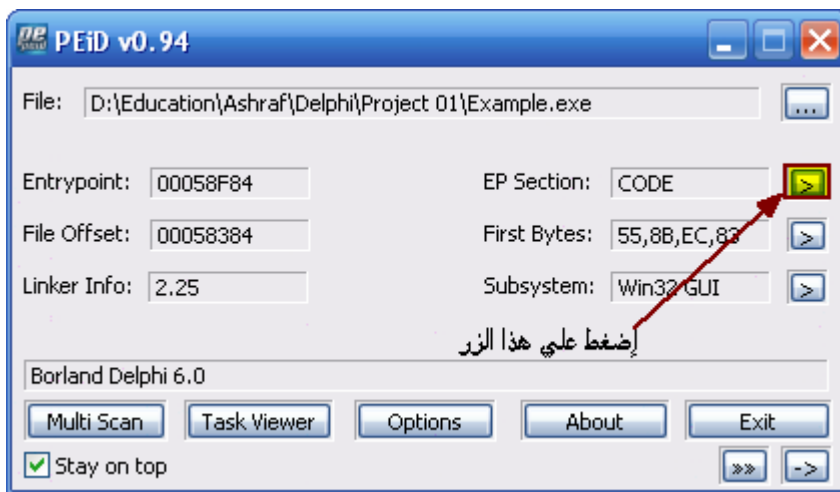 PEiD v0.94
File: D:\Education\Ashraf\Delphi\Project 01\Example.exe ...
Entrypoint: 00058F84 EP Section: CODE >
File Offset: 00058384 First Bytes: 55,8B,EC,83 >
Linker Info: 2.25 Subsystem: Win32 GUI >
إضغط علي هذا الزر
Borland Delphi 6.0
Multi Scan Task Viewer Options About Exit
Stay on top »» ->